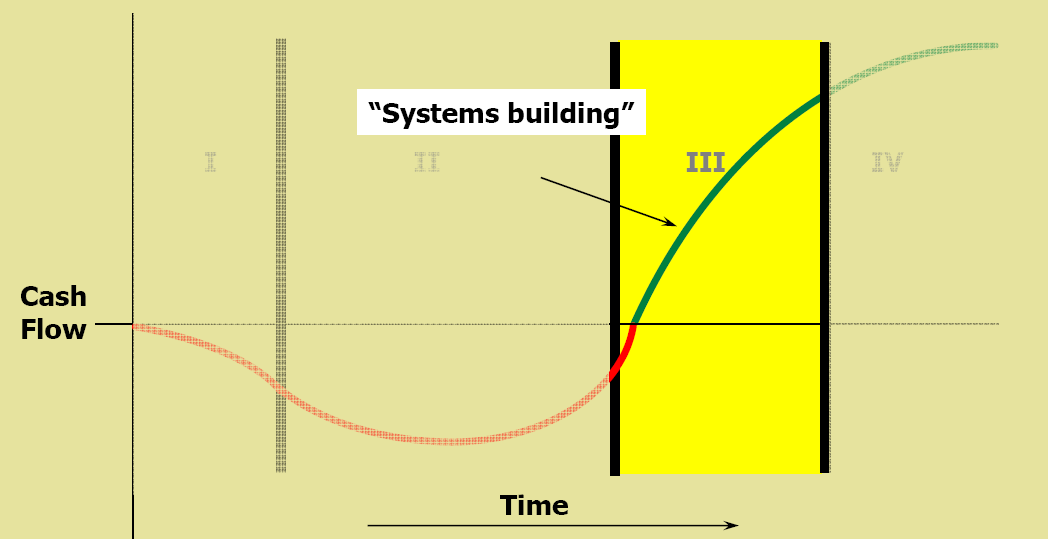 “Systems building”
I
II
III
IV
Cash
Flow
Time